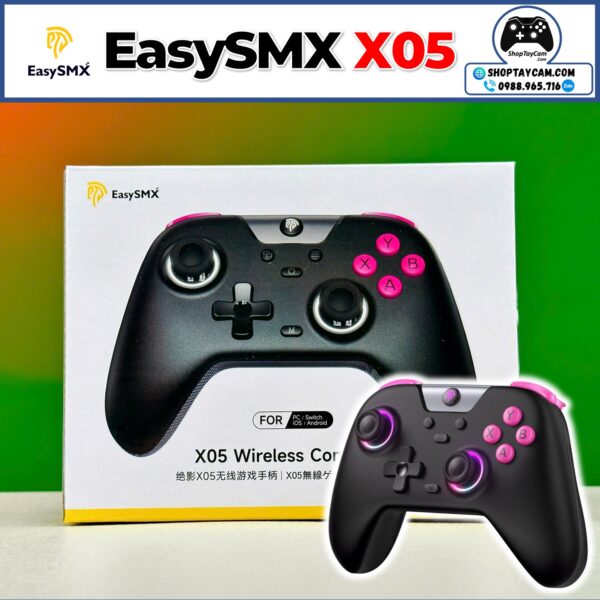 EasySMX
EasySMX X05
ShopTayCam
.com
SHOPTAYCAM.COM
0988.965.716 Zalo
EasySMX
Y
X B
A
M
FOR PC / Switch
iOS / Android
X05 Wireless Con
绝影X05无线游戏手柄 | X05無線ゲ
Y
X B
A